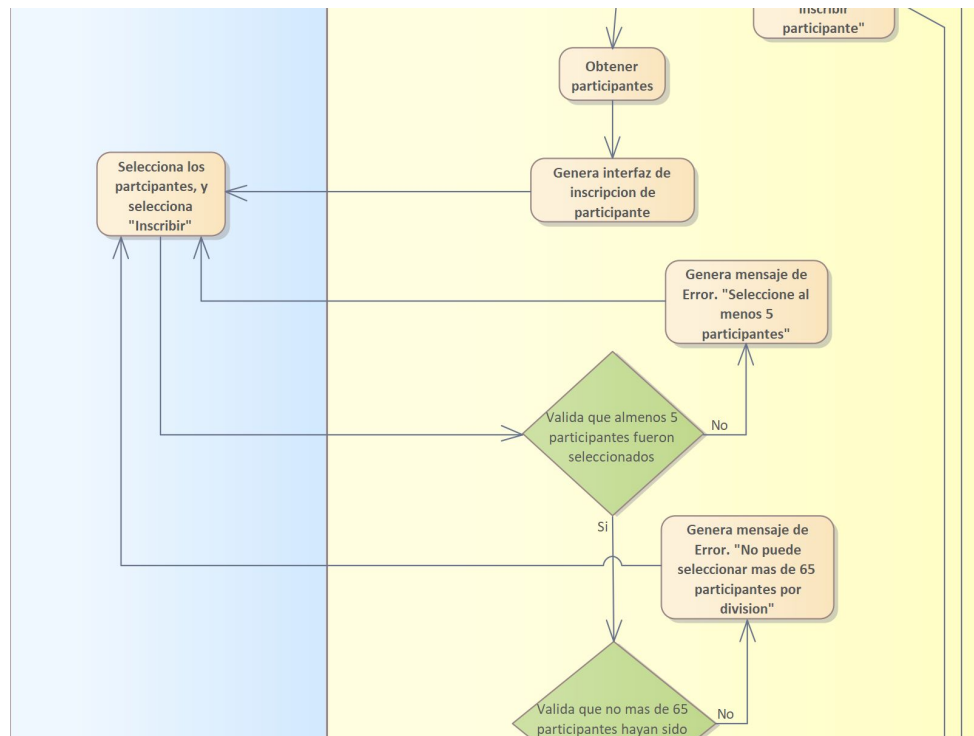 inscribir
participante"
Obtener
participantes
Selecciona los
partcipantes, y
selecciona
"Inscribir"
Genera interfaz de
inscripcion de
participante
Genera mensaje de
Error. "Seleccione al
menos 5
participantes"
Valida que almenos 5
participantes fueron
seleccionados
No
Si
Genera mensaje de
Error. "No puede
seleccionar mas de 65
participantes por
division"
Valida que no mas de 65
participantes hayan sido
No